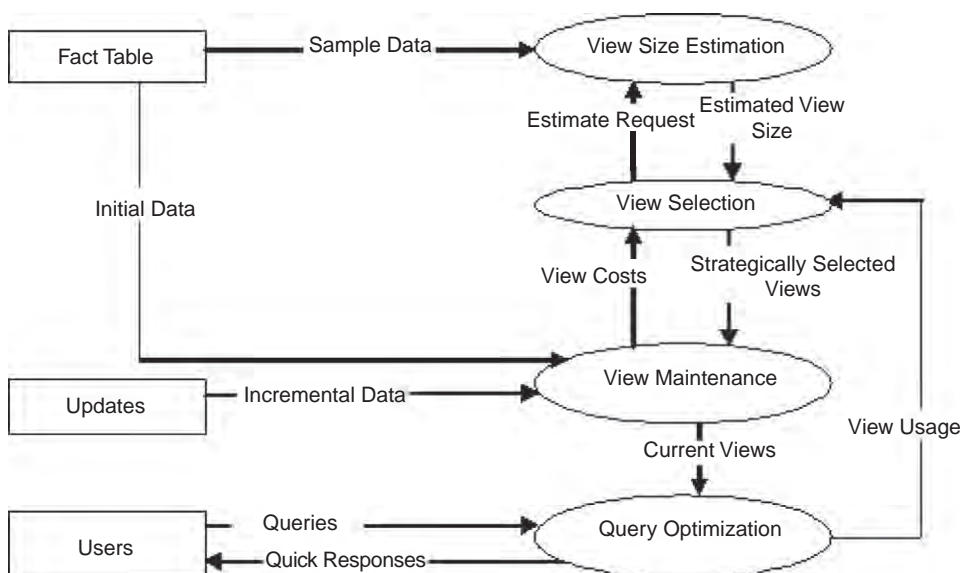 Fact Table
Sample Data
View Size Estimation
Estimate Request
Estimated View
Size
Initial Data
View Selection
View Costs
Strategically Selected
Views
View Maintenance
Updates
Incremental Data
Current Views
View Usage
Users
Queries
Quick Responses
Query Optimization